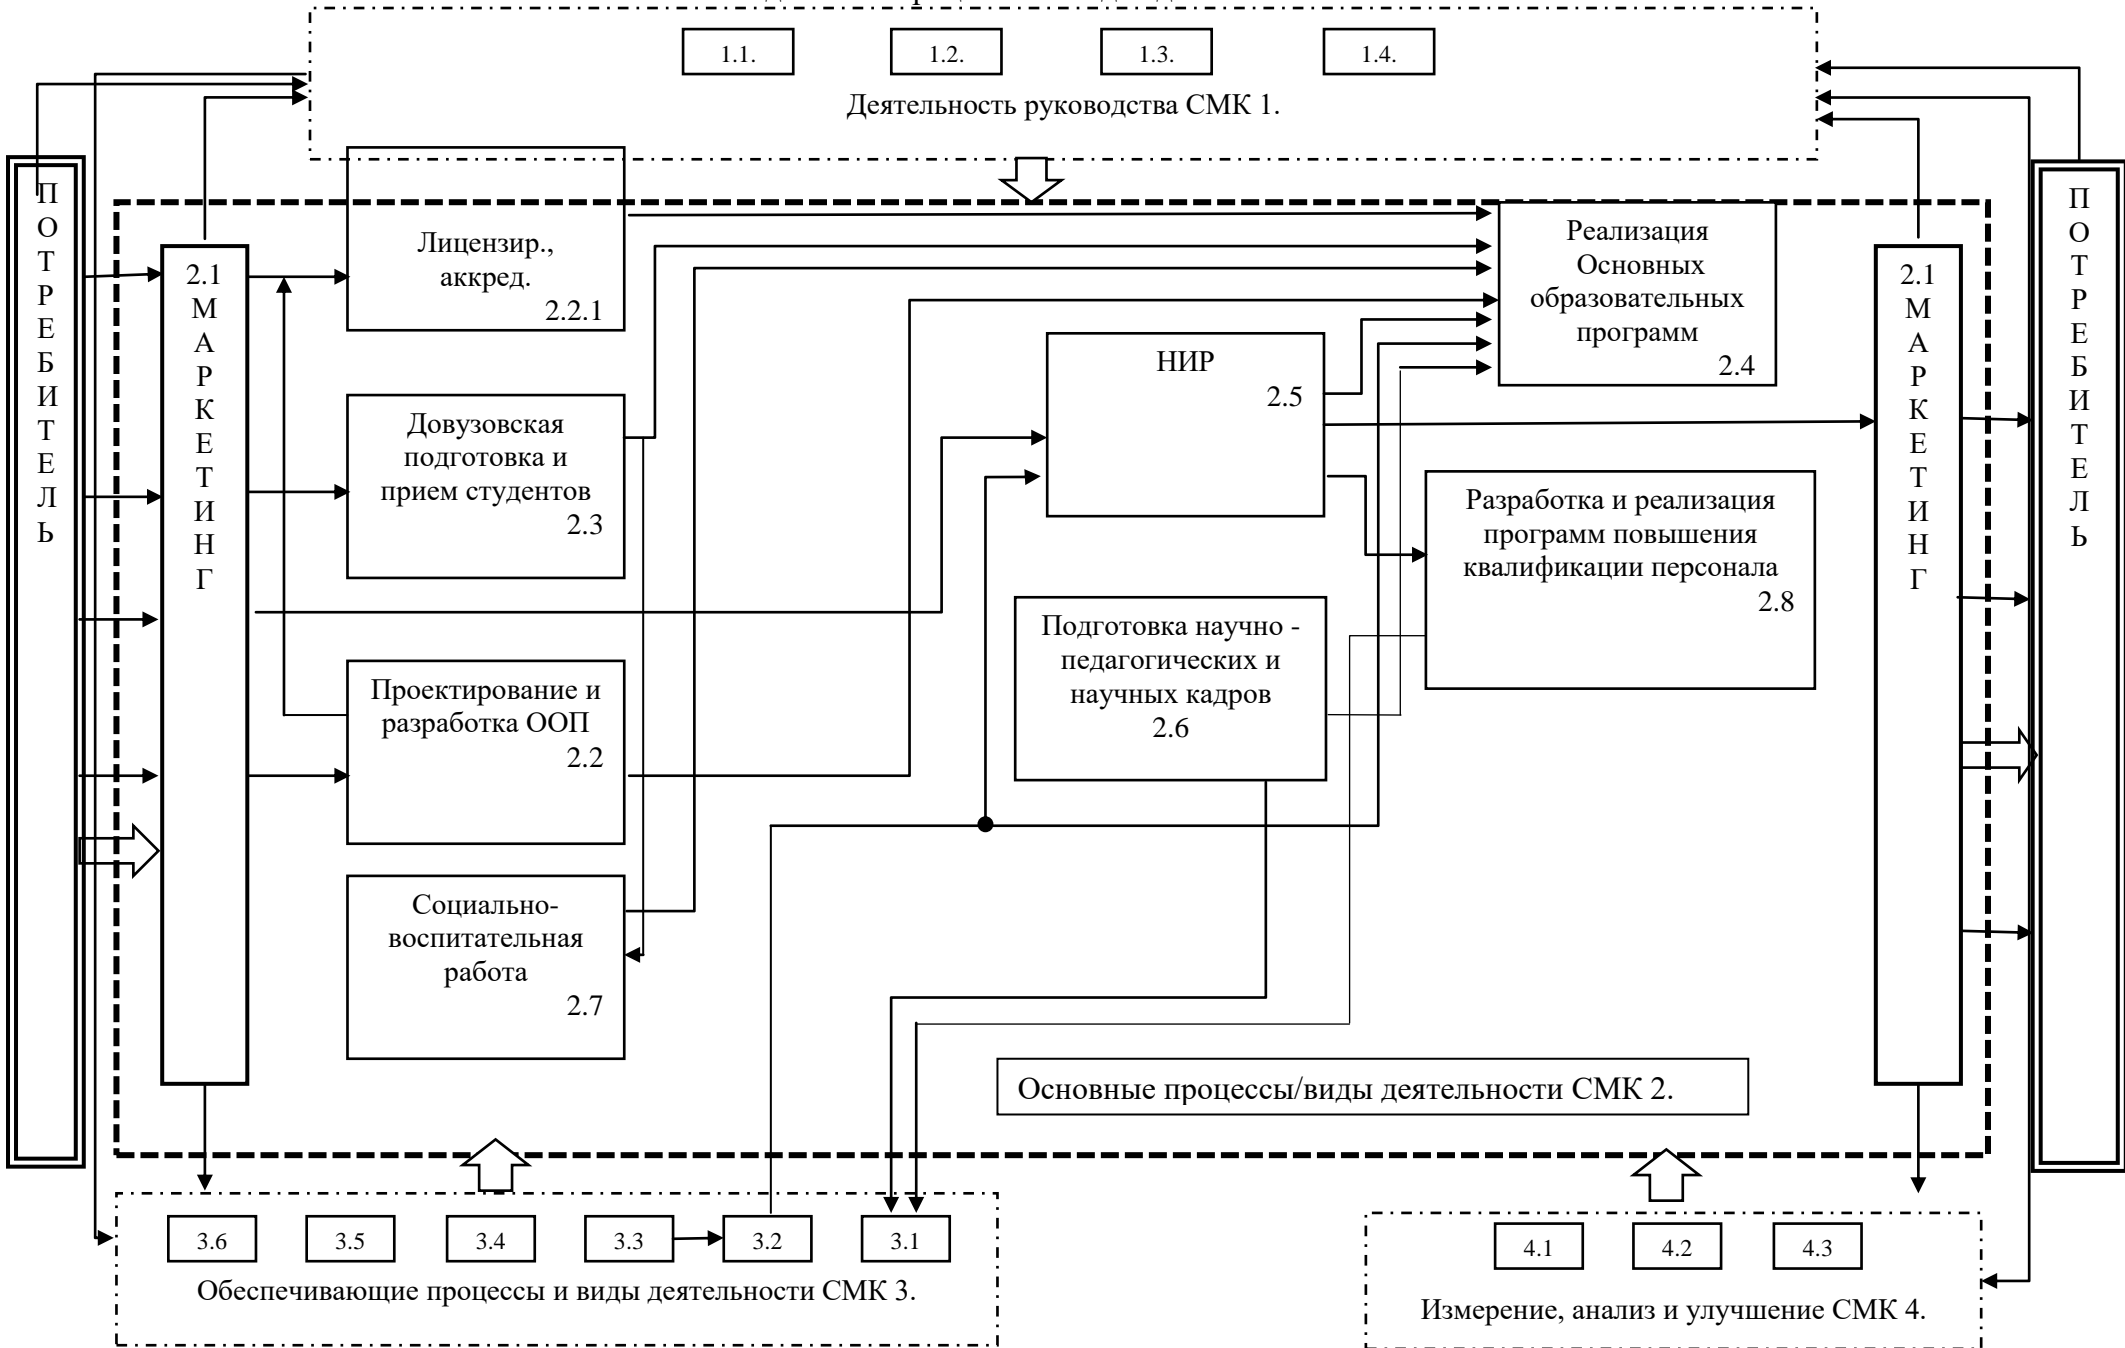 1.1.
1.2.
1.3.
1.4.
Деятельность руководства СМК 1.
П
О
Т
Р
Е
Б
И
Т
Е
Л
Ь
2.1
М
А
Р
К
Е
Т
И
Н
Г
Лицензир.,
аккред.
2.2.1
Довузовская
подготовка и
прием студентов
2.3
Проектирование и
разработка ООП
2.2
Социально-
воспитательная
работа
2.7
НИР
2.5
Подготовка научно -
педагогических и
научных кадров
2.6
Реализация
Основных
образовательных
программ
2.4
Разработка и реализация
программ повышения
квалификации персонала
2.8
2.1
М
А
Р
К
Е
Т
И
Н
Г
П
О
Т
Р
Е
Б
И
Т
Е
Л
Ь
Основные процессы/виды деятельности СМК 2.
3.6
3.5
3.4
3.3
3.2
3.1
Обеспечивающие процессы и виды деятельности СМК 3.
4.1
4.2
4.3
Измерение, анализ и улучшение СМК 4.